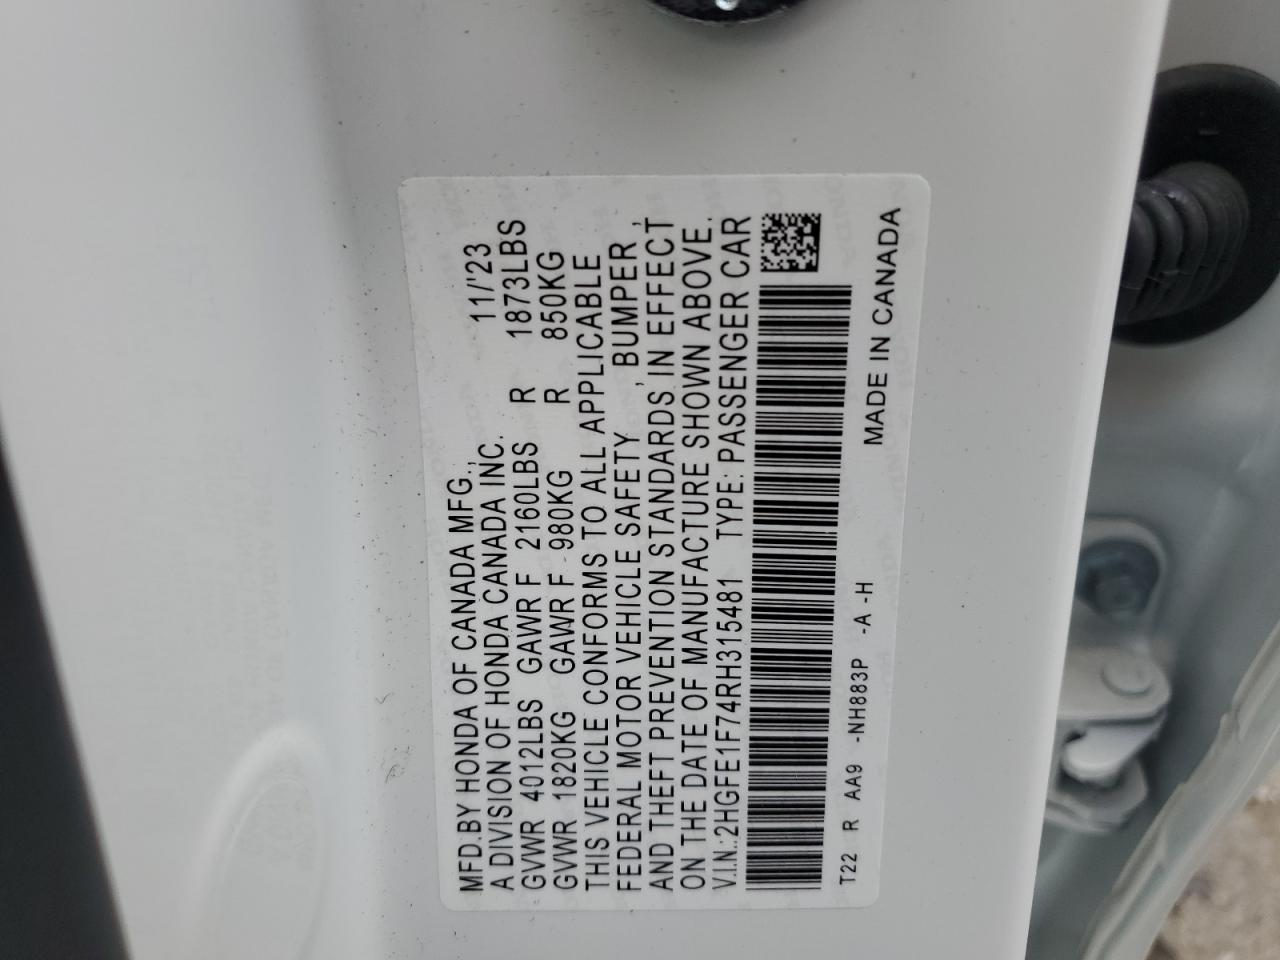 MFD.BY HONDA OF CANADA MFG., 11/'23
A DIVISION OF HONDA CANADA INC.
GVWR 4012LBS GAWR F 2160LBS R 1873LBS
GVWR 1820KG GAWR F 980KG R 850KG
THIS VEHICLE CONFORMS TO ALL APPLICABLE
FEDERAL MOTOR VEHICLE SAFETY , BUMPER ,
AND THEFT PREVENTION STANDARDS IN EFFECT
ON THE DATE OF MANUFACTURE SHOWN ABOVE.
V.I.N.:2HGFE1F74RH315481 TYPE: PASSENGER CAR
T22 R AA9 -NH883P -A -H
MADE IN CANADA